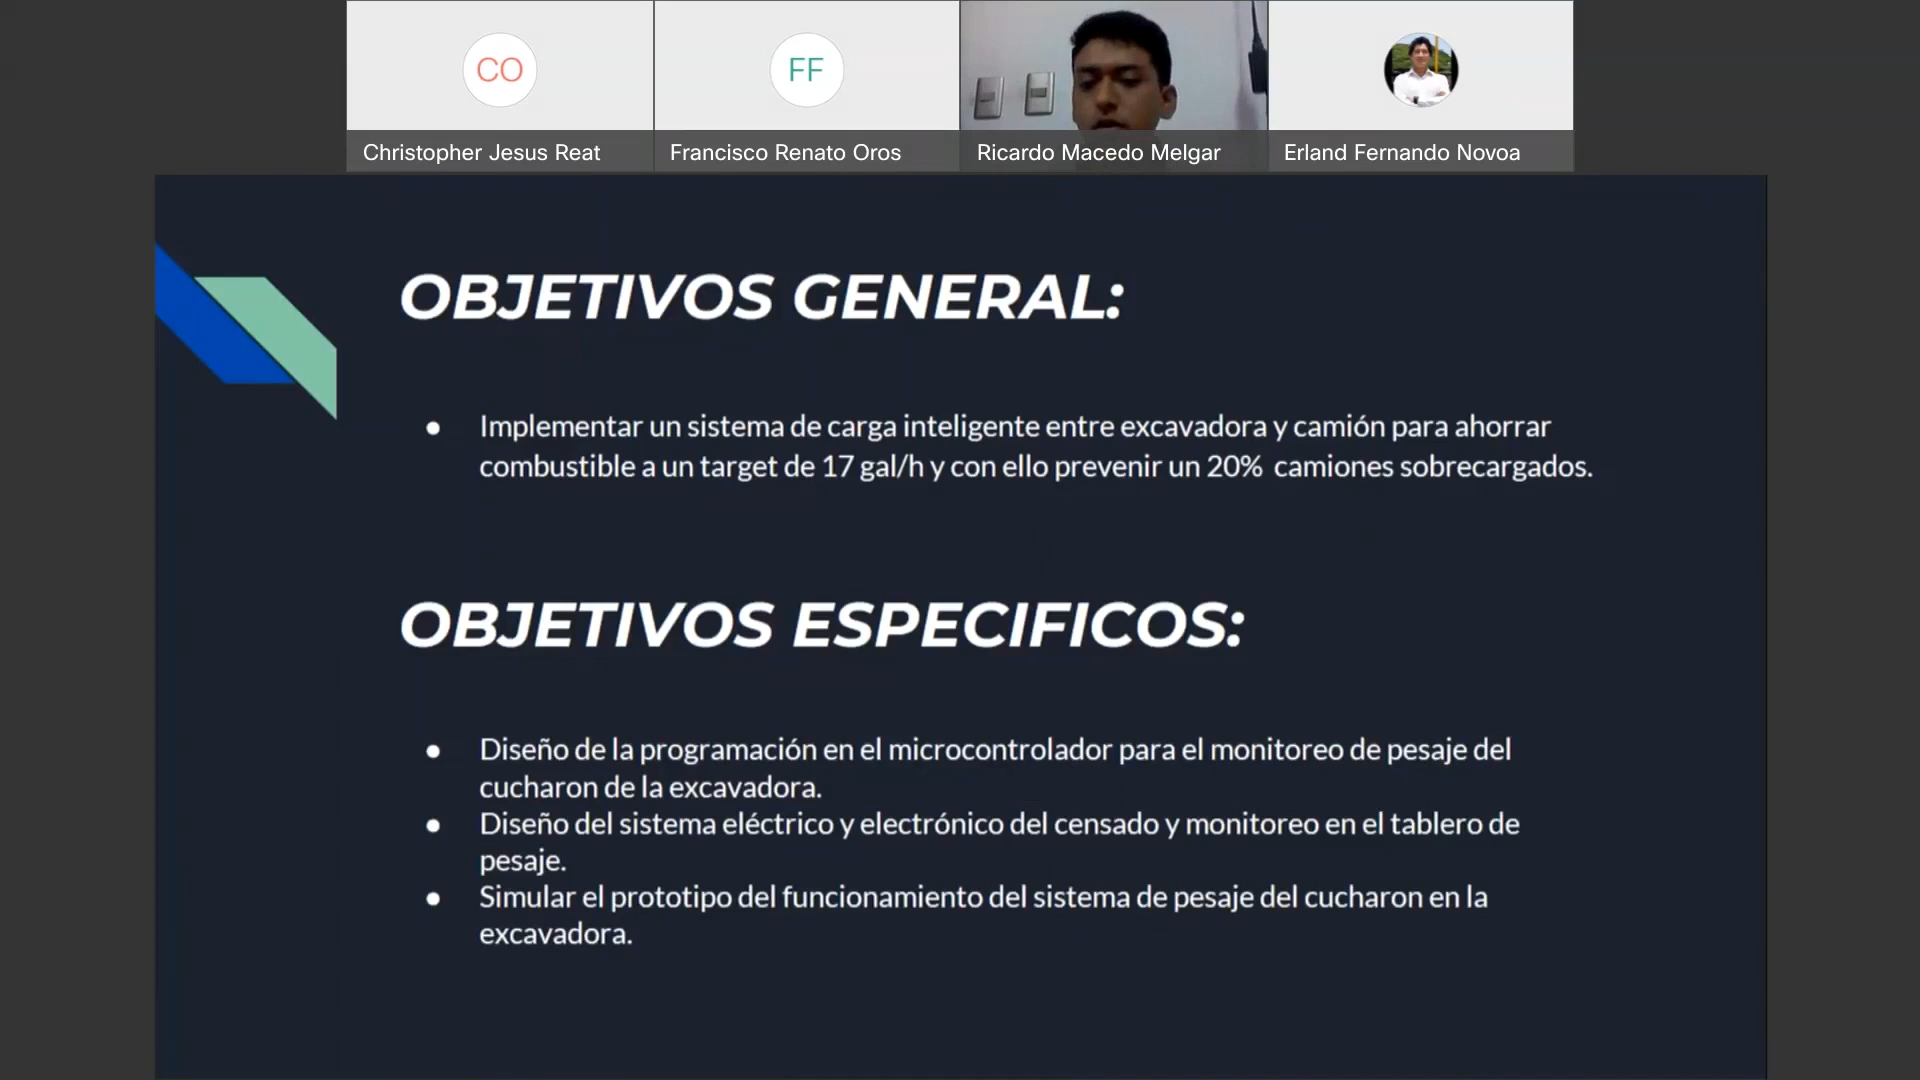 CO
FF
Christopher Jesus Reat
Francisco Renato Oros
Ricardo Macedo Melgar
Erland Fernando Novoa
OBJETIVOS GENERAL:
● Implementar un sistema de carga inteligente entre excavadora y camión para ahorrar
combustible a un target de 17 gal/h y con ello prevenir un 20% camiones sobrecargados.
OBJETIVOS ESPECIFICOS:
● Diseño de la programación en el microcontrolador para el monitoreo de pesaje del
cucharon de la excavadora.
● Diseño del sistema eléctrico y electrónico del censado y monitoreo en el tablero de
pesaje.
● Simular el prototipo del funcionamiento del sistema de pesaje del cucharon en la
excavadora.